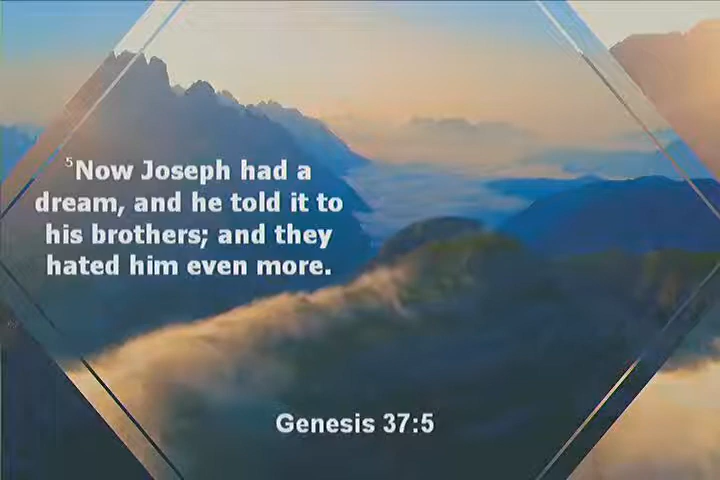 ⁵Now Joseph had a
dream, and he told it to
his brothers; and they
hated him even more.
Genesis 37:5